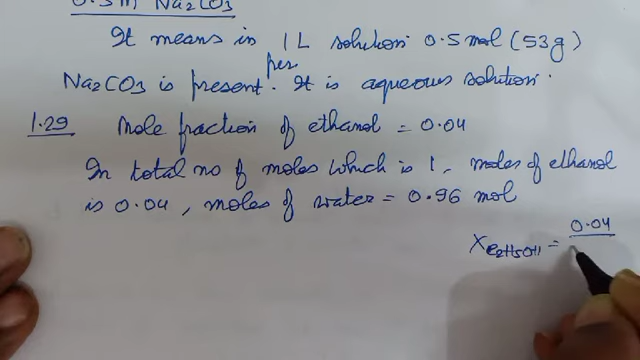 0.5M Na2CO3
It means in 1L solution 0.5 mol (53g)
per
Na2CO3 is present. It is aqueous solution.
1.29 Mole fraction of ethanol = 0.04
In total no of moles which is 1, moles of ethanol
is 0.04, moles of water = 0.96 mol
XC2H5OH = 0.04